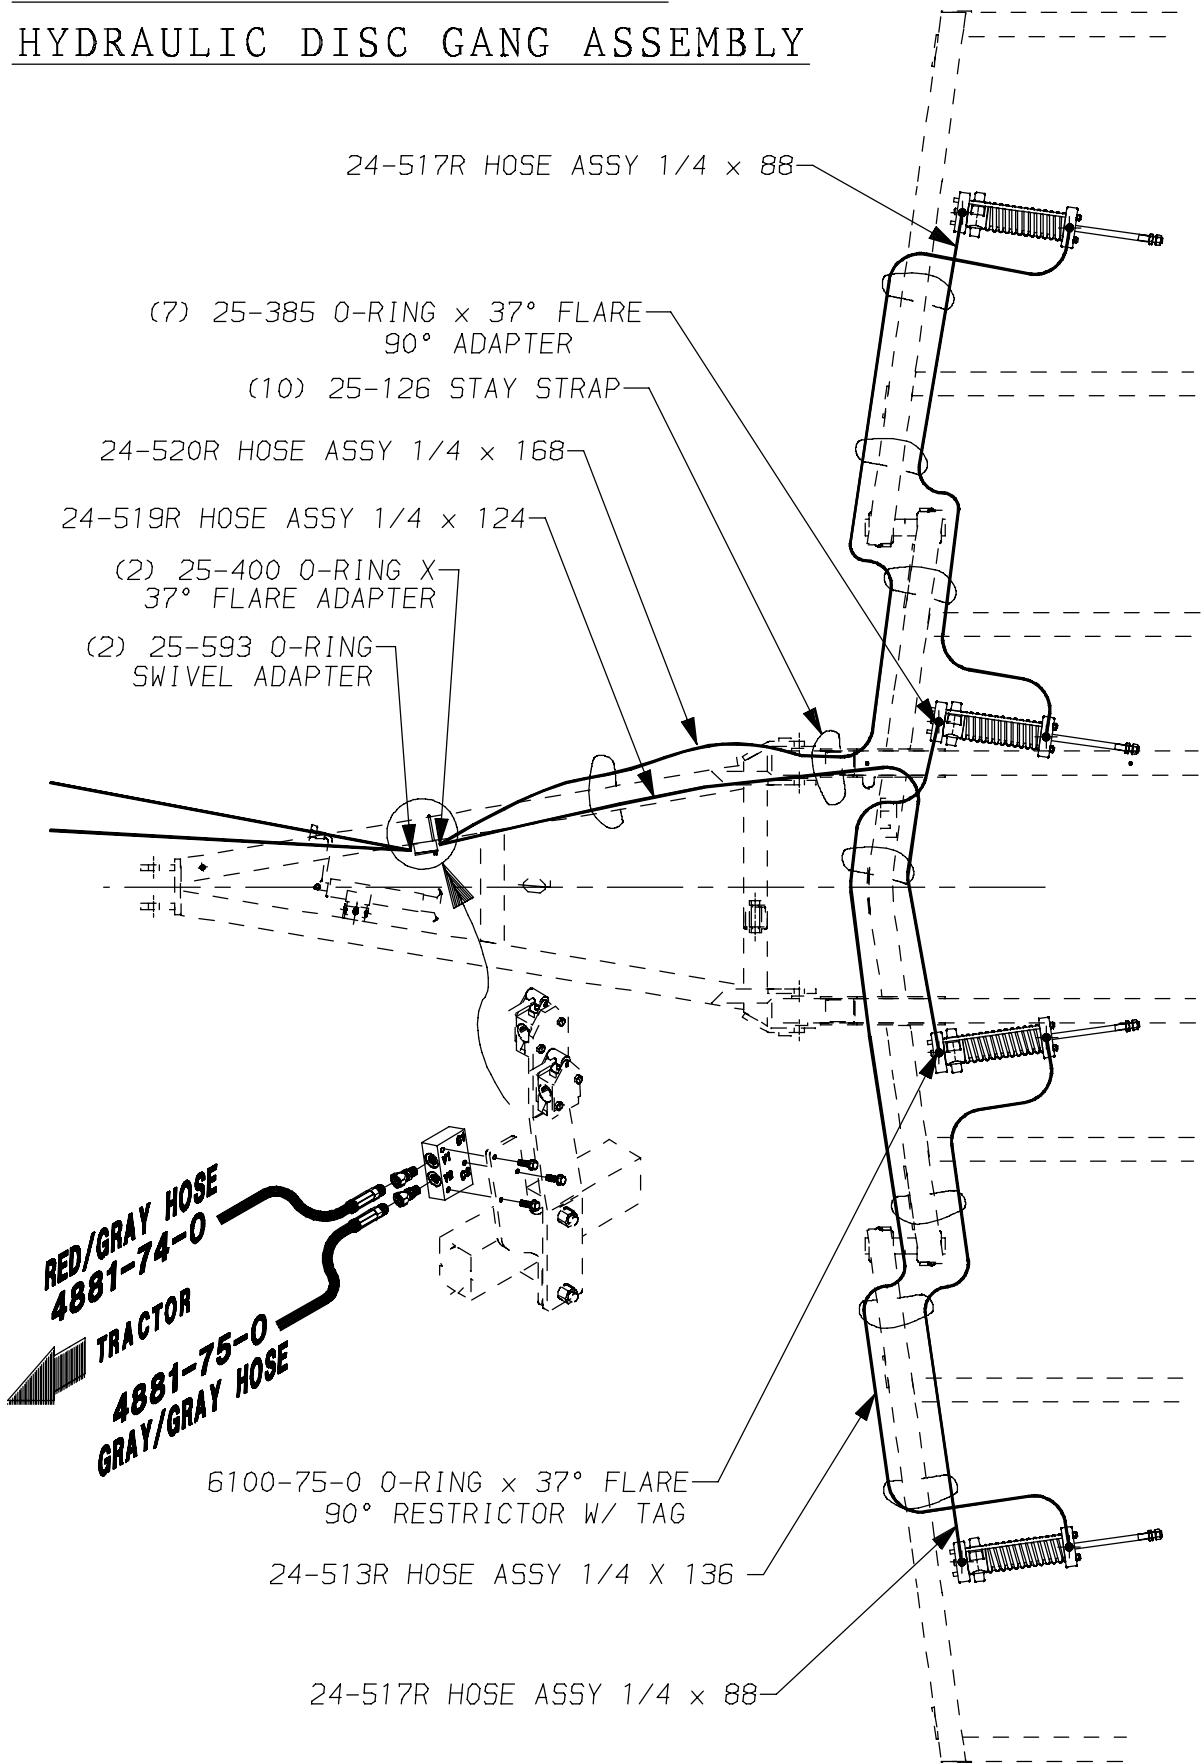 HYDRAULIC DISC GANG ASSEMBLY
24-517R HOSE ASSY 1/4 x 88
(7) 25-385 O-RING x 37° FLARE
90° ADAPTER
(10) 25-126 STAY STRAP
24-520R HOSE ASSY 1/4 x 168
24-519R HOSE ASSY 1/4 x 124
(2) 25-400 O-RING X
37° FLARE ADAPTER
(2) 25-593 O-RING
SWIVEL ADAPTER
RED/GRAY HOSE
4881-74-0
TRACTOR
4881-75-0
GRAY/GRAY HOSE
6100-75-0 O-RING x 37° FLARE
90° RESTRICTOR W/ TAG
24-513R HOSE ASSY 1/4 X 136
24-517R HOSE ASSY 1/4 x 88